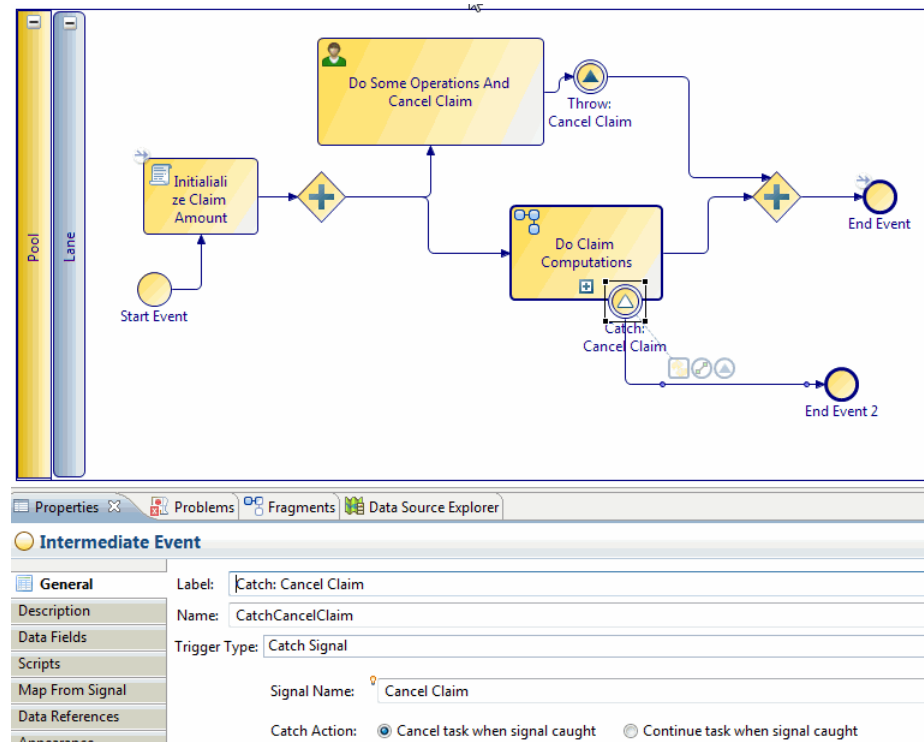 Do Some Operations And
Cancel Claim
Throw:
Cancel Claim
Initialiali
ze Claim
Amount
Pool
Lane
Do Claim
Computations
End Event
Start Event
Catch:
Cancel Claim
End Event 2
Properties
Problems
Fragments
Data Source Explorer
Intermediate Event
General
Label: Catch: Cancel Claim
Description
Name: CatchCancelClaim
Data Fields
Trigger Type: Catch Signal
Scripts
Map From Signal
Signal Name: Cancel Claim
Data References
Catch Action: Cancel task when signal caught Continue task when signal caught